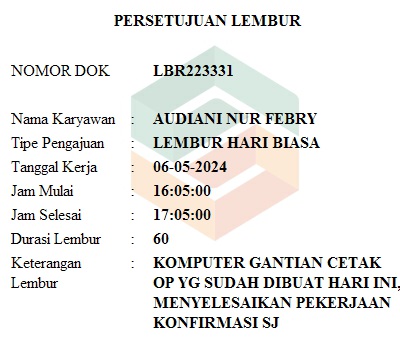 PERSETUJUAN LEMBUR
NOMOR DOK LBR223331
Nama Karyawan : AUDIANI NUR FEBRY
Tipe Pengajuan : LEMBUR HARI BIASA
Tanggal Kerja : 06-05-2024
Jam Mulai : 16:05:00
Jam Selesai : 17:05:00
Durasi Lembur : 60
Keterangan : KOMPUTER GANTIAN CETAK
Lembur OP YG SUDAH DIBUAT HARI INI,
MENYELESAIKAN PEKERJAAN
KONFIRMASI SJ